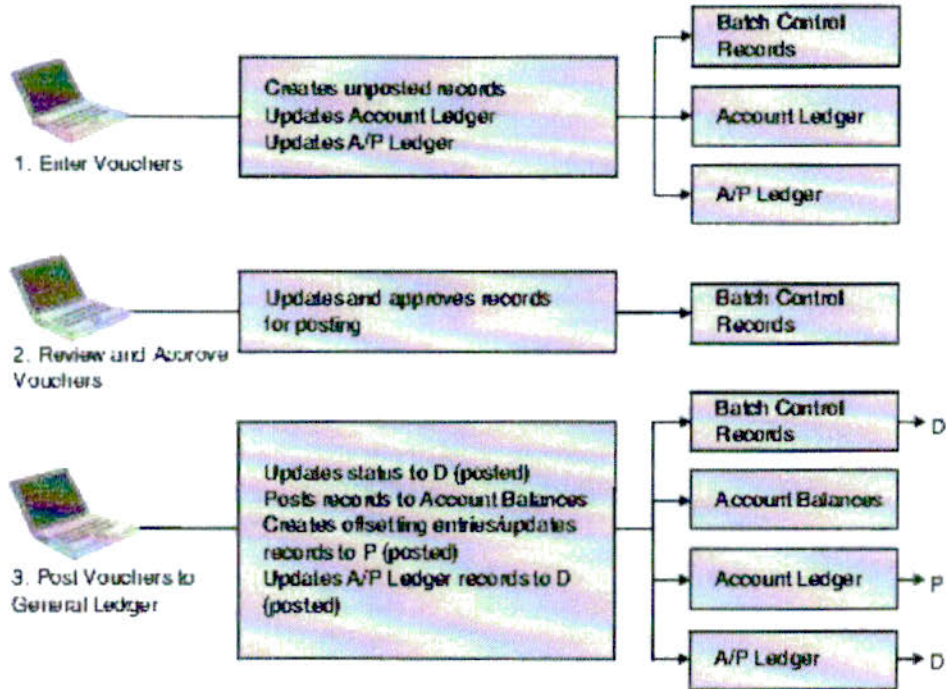 Creates unposted records
Updates Account Ledger
Updates A/P Ledger
Batch Control
Records
Account Ledger
A/P Ledger
1. Enter Vouchers
Updates and approves records
for posting
Batch Control
Records
2. Review and Approve
Vouchers
Updates status to D (posted)
Posts records to Account Balances
Creates offsetting entries/updates
records to P (posted)
Updates A/P Ledger records to D
(posted)
Batch Control
Records
D
Account Balances
Account Ledger
P
A/P Ledger
D
3. Post Vouchers to
General Ledger